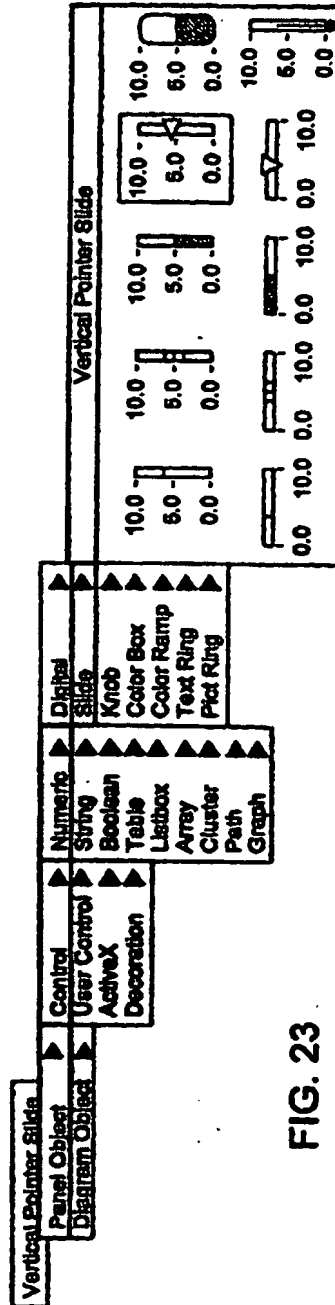 Vertical Pointer Slide
Panel Object
Diagram Object
Control
User Control
ActiveX
Decoration
Numeric
String
Boolean
Table
Listbox
Array
Cluster
Path
Graph
Digital
Slide
Knob
Color Box
Color Ramp
Text Ring
Pict Ring
Vertical Pointer Slide
10.0 10.0 10.0 10.0 10.0
5.0 5.0 5.0 5.0 5.0
0.0 0.0 0.0 0.0 0.0
10.0
5.0
0.0
0.0 10.0 0.0 10.0 0.0 10.0 0.0 10.0
FIG. 23